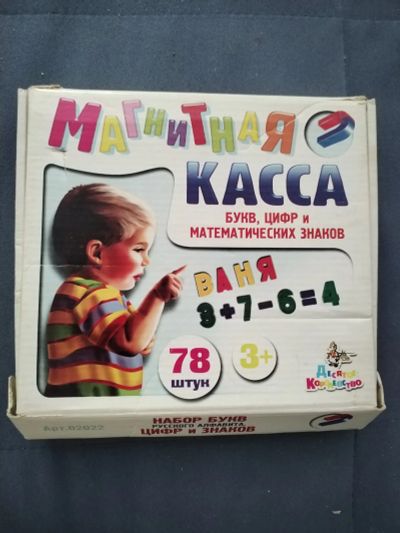 МАГНИТНАЯ
КАССА
БУКВ, ЦИФР и
МАТЕМАТИЧЕСКИХ ЗНАКОВ
ВАНЯ
3+7-6=4
78
штук
3+
Десятое
Королевство
НАБОР БУКВ
РУССКОГО АЛФАВИТА,
ЦИФР и ЗНАКОВ
Арт.02022